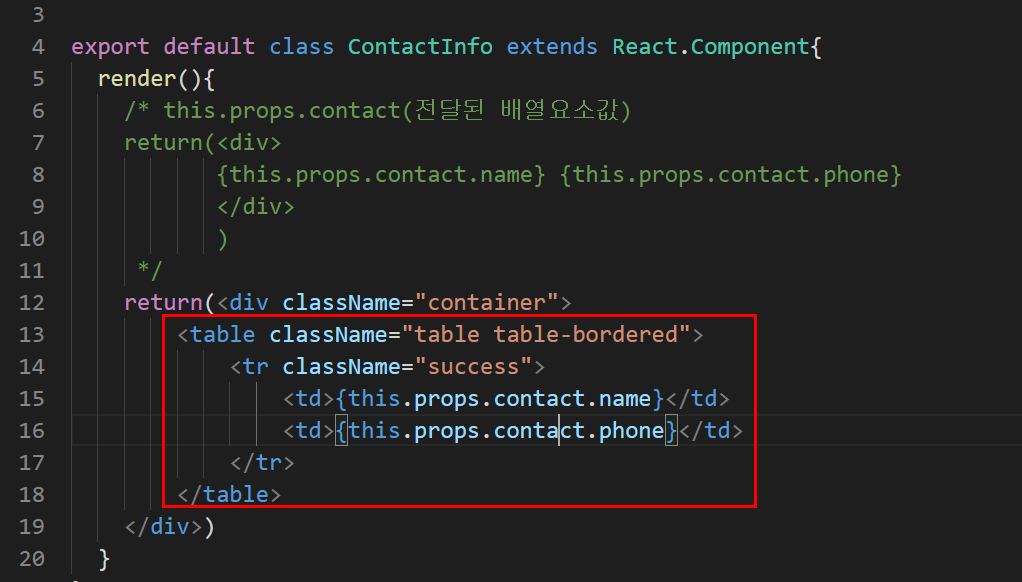 3
4 export default class ContactInfo extends React.Component{
5 render(){
6 /* this.props.contact(전달된 배열요소값)
7 return(<div>
8 {this.props.contact.name} {this.props.contact.phone}
9 </div>
10 )
11 */
12 return(<div className="container">
13 <table className="table table-bordered">
14 <tr className="success">
15 <td>{this.props.contact.name}</td>
16 <td>{this.props.contact.phone}</td>
17 </tr>
18 </table>
19 </div>)
20 }